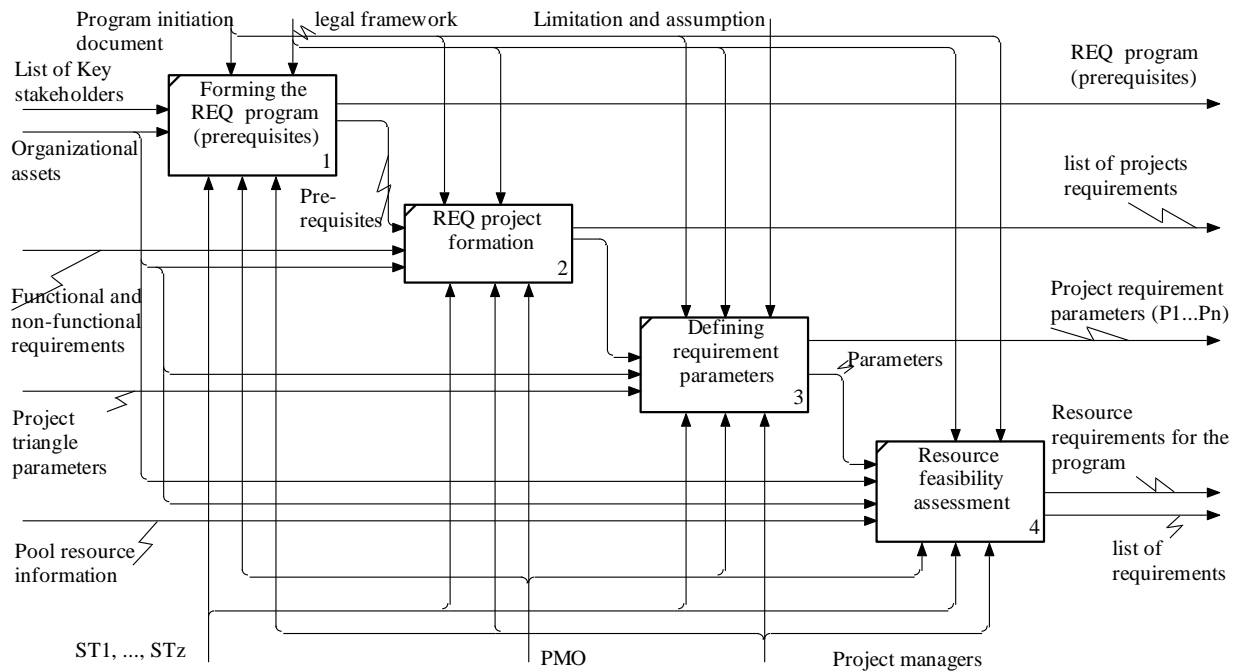 Program initiation
document
legal framework
Limitation and assumption
List of Key
stakeholders
Organizational
assets
Forming the
REQ program
(prerequisites)
1
REQ program
(prerequisites)
Pre-
requisites
REQ project
formation
2
list of projects
requirements
Functional and
non-functional
requirements
Defining
requirement
parameters
3
Project requirement
parameters (P1...Pn)
Parameters
Project
triangle
parameters
Resource
feasibility
assessment
4
Resource
requirements for the
program
list of
requirements
Pool resource
information
ST1, ..., STz
PMO
Project managers